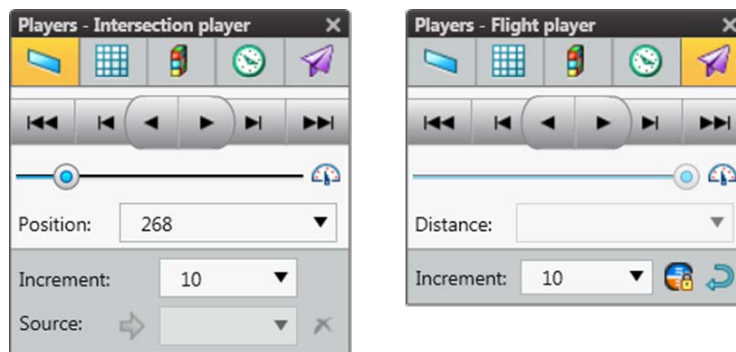 Players - Intersection player
Position: 268
Increment: 10
Source:
Players - Flight player
Distance:
Increment: 10